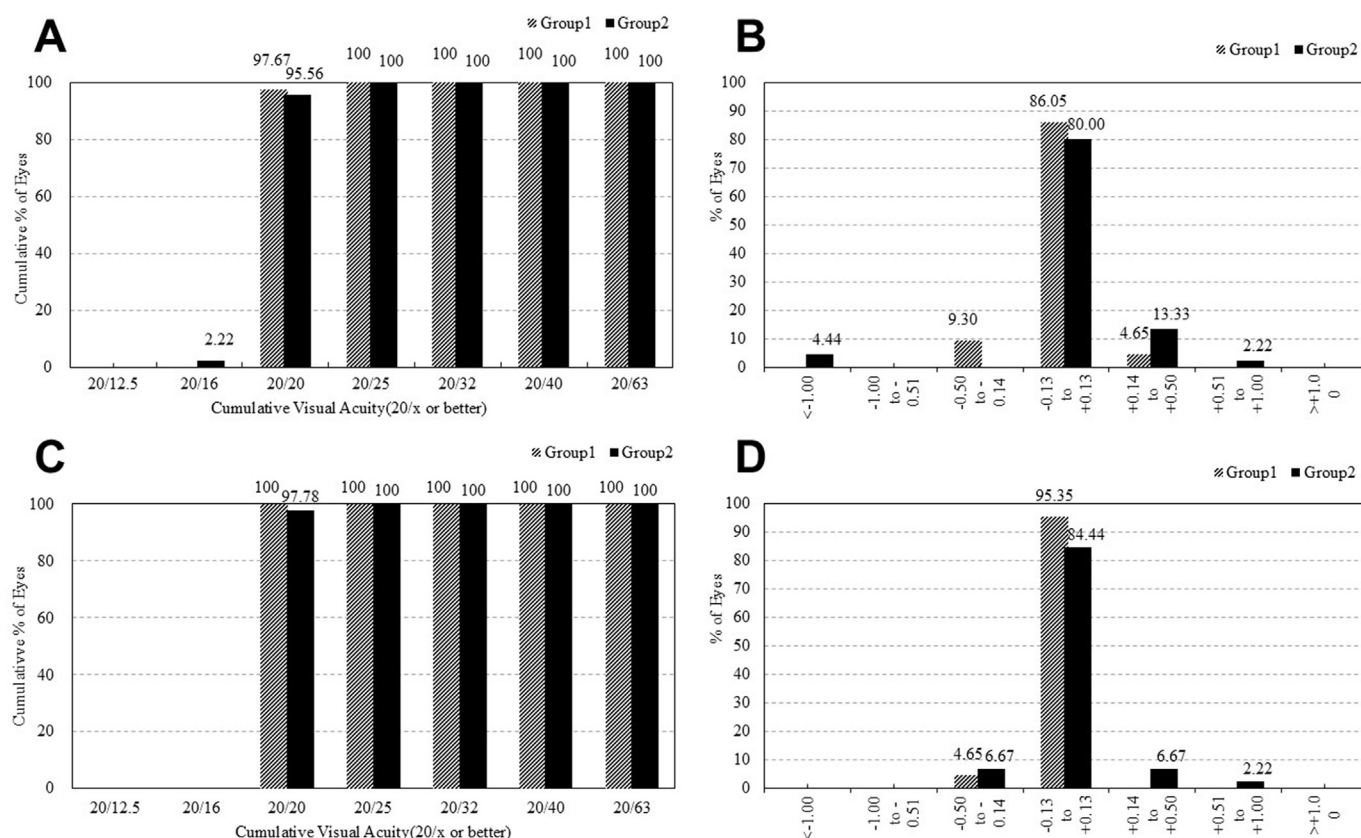 A
Group1 Group2
97.67 95.56 100 100 100 100 100 100 100 100
100
80
60
40
20
0
Cumulative % of Eyes
2.22
20/12.5 20/16 20/20 20/25 20/32 20/40 20/63
Cumulative Visual Acuity(20/x or better)
B
Group1 Group2
100
90
80
70
60
50
40
30
20
10
0
% of Eyes
4.44 9.30 86.05 80.00 4.65 13.33 2.22
<-1.00
-1.00
to -
0.51
-0.50
to -
0.14
-0.13
to
+0.13
+0.14
to
+0.50
+0.51
to
+1.00
>+1.0
0
C
Group1 Group2
100 97.78 100 100 100 100 100 100 100 100
100
80
60
40
20
0
Cumulativve % of Eyes
20/12.5 20/16 20/20 20/25 20/32 20/40 20/63
Cumulative Visual Acuity(20/x or better)
D
Group1 Group2
100
90
80
70
60
50
40
30
20
10
0
% of Eyes
4.65 6.67 95.35 84.44 6.67 2.22
<-1.00
-1.00
to -
0.51
-0.50
to -
0.14
-0.13
to
+0.13
+0.14
to
+0.50
+0.51
to
+1.00
>+1.0
0